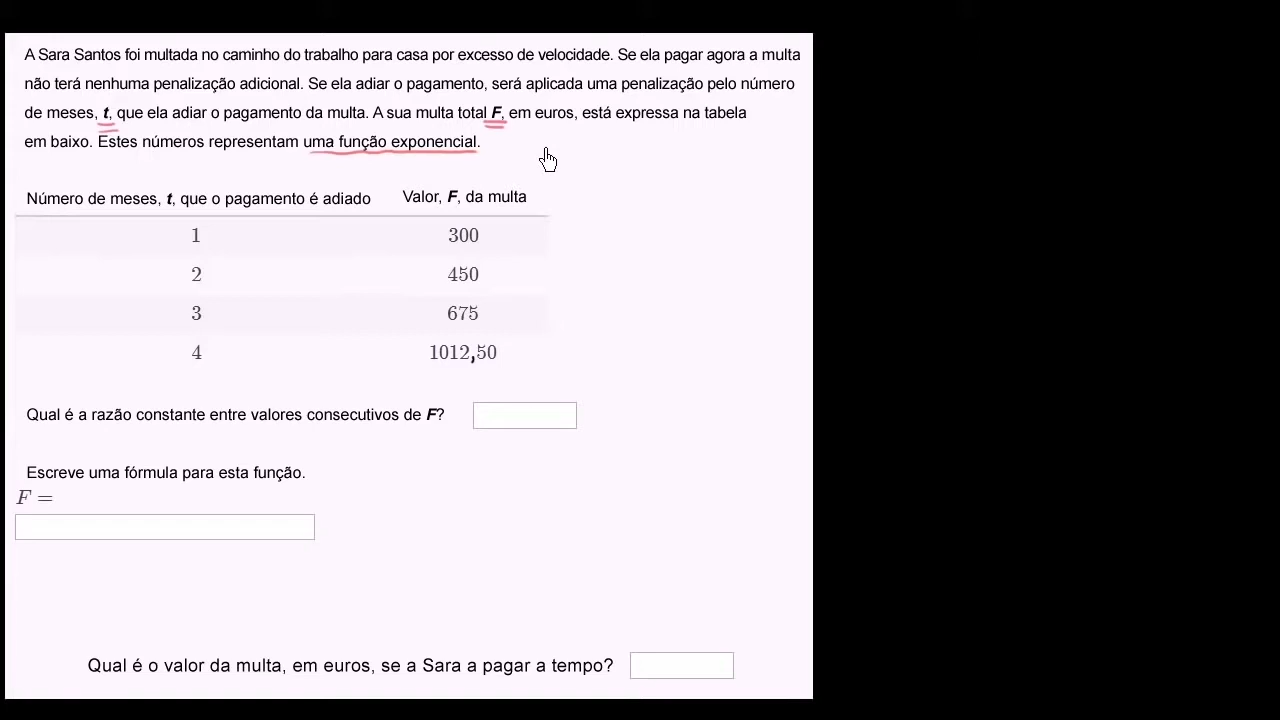 A Sara Santos foi multada no caminho do trabalho para casa por excesso de velocidade. Se ela pagar agora a multa
não terá nenhuma penalização adicional. Se ela adiar o pagamento, será aplicada uma penalização pelo número
de meses, t, que ela adiar o pagamento da multa. A sua multa total F, em euros, está expressa na tabela
em baixo. Estes números representam uma função exponencial.
Número de meses, t, que o pagamento é adiado Valor, F, da multa
1 300
2 450
3 675
4 1012,50
Qual é a razão constante entre valores consecutivos de F?
Escreve uma fórmula para esta função.
F =
Qual é o valor da multa, em euros, se a Sara a pagar a tempo?